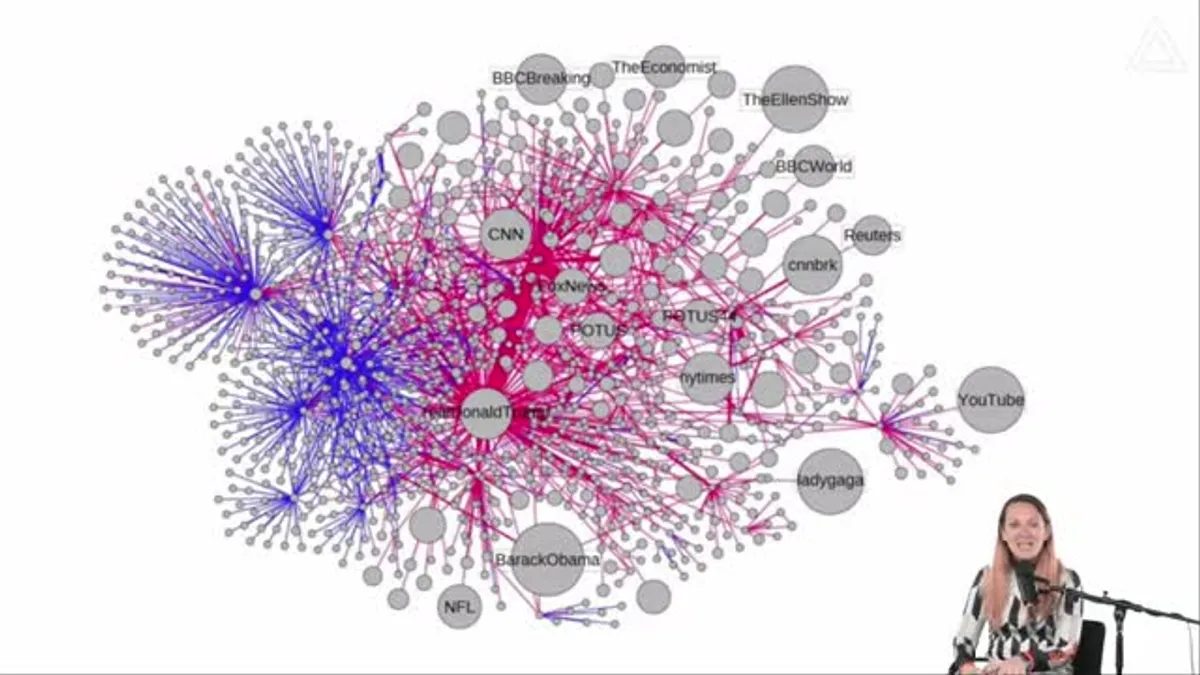 BBCBreaking
TheEconomist
TheEllenShow
BBCWorld
CNN
Reuters
cnnbrk
FoxNews
POTUS44
POTUS
nytimes
YouTube
realDonaldTrump
ladygaga
BarackObama
NFL